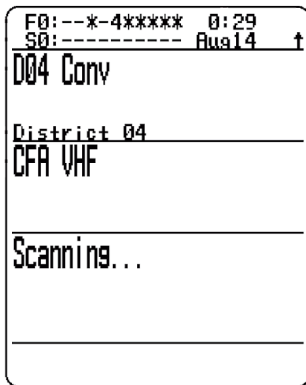 F0:--*-4***** 0:29
S0:---------- Aug14 ↑
D04 Conv
District 04
CFA VHF
Scanning...